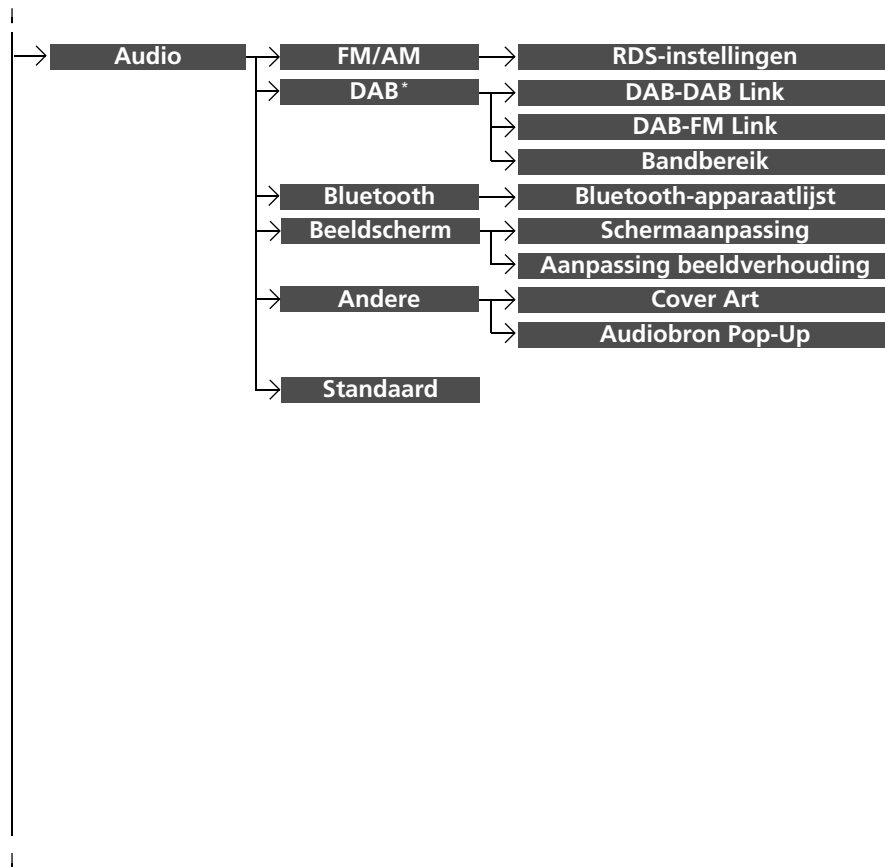 Audio
FM/AM
RDS-instellingen
DAB*
DAB-DAB Link
DAB-FM Link
Bandbereik
Bluetooth
Bluetooth-apparaatlijst
Beeldscherm
Schermaanpassing
Aanpassing beeldverhouding
Andere
Cover Art
Audiobron Pop-Up
Standaard